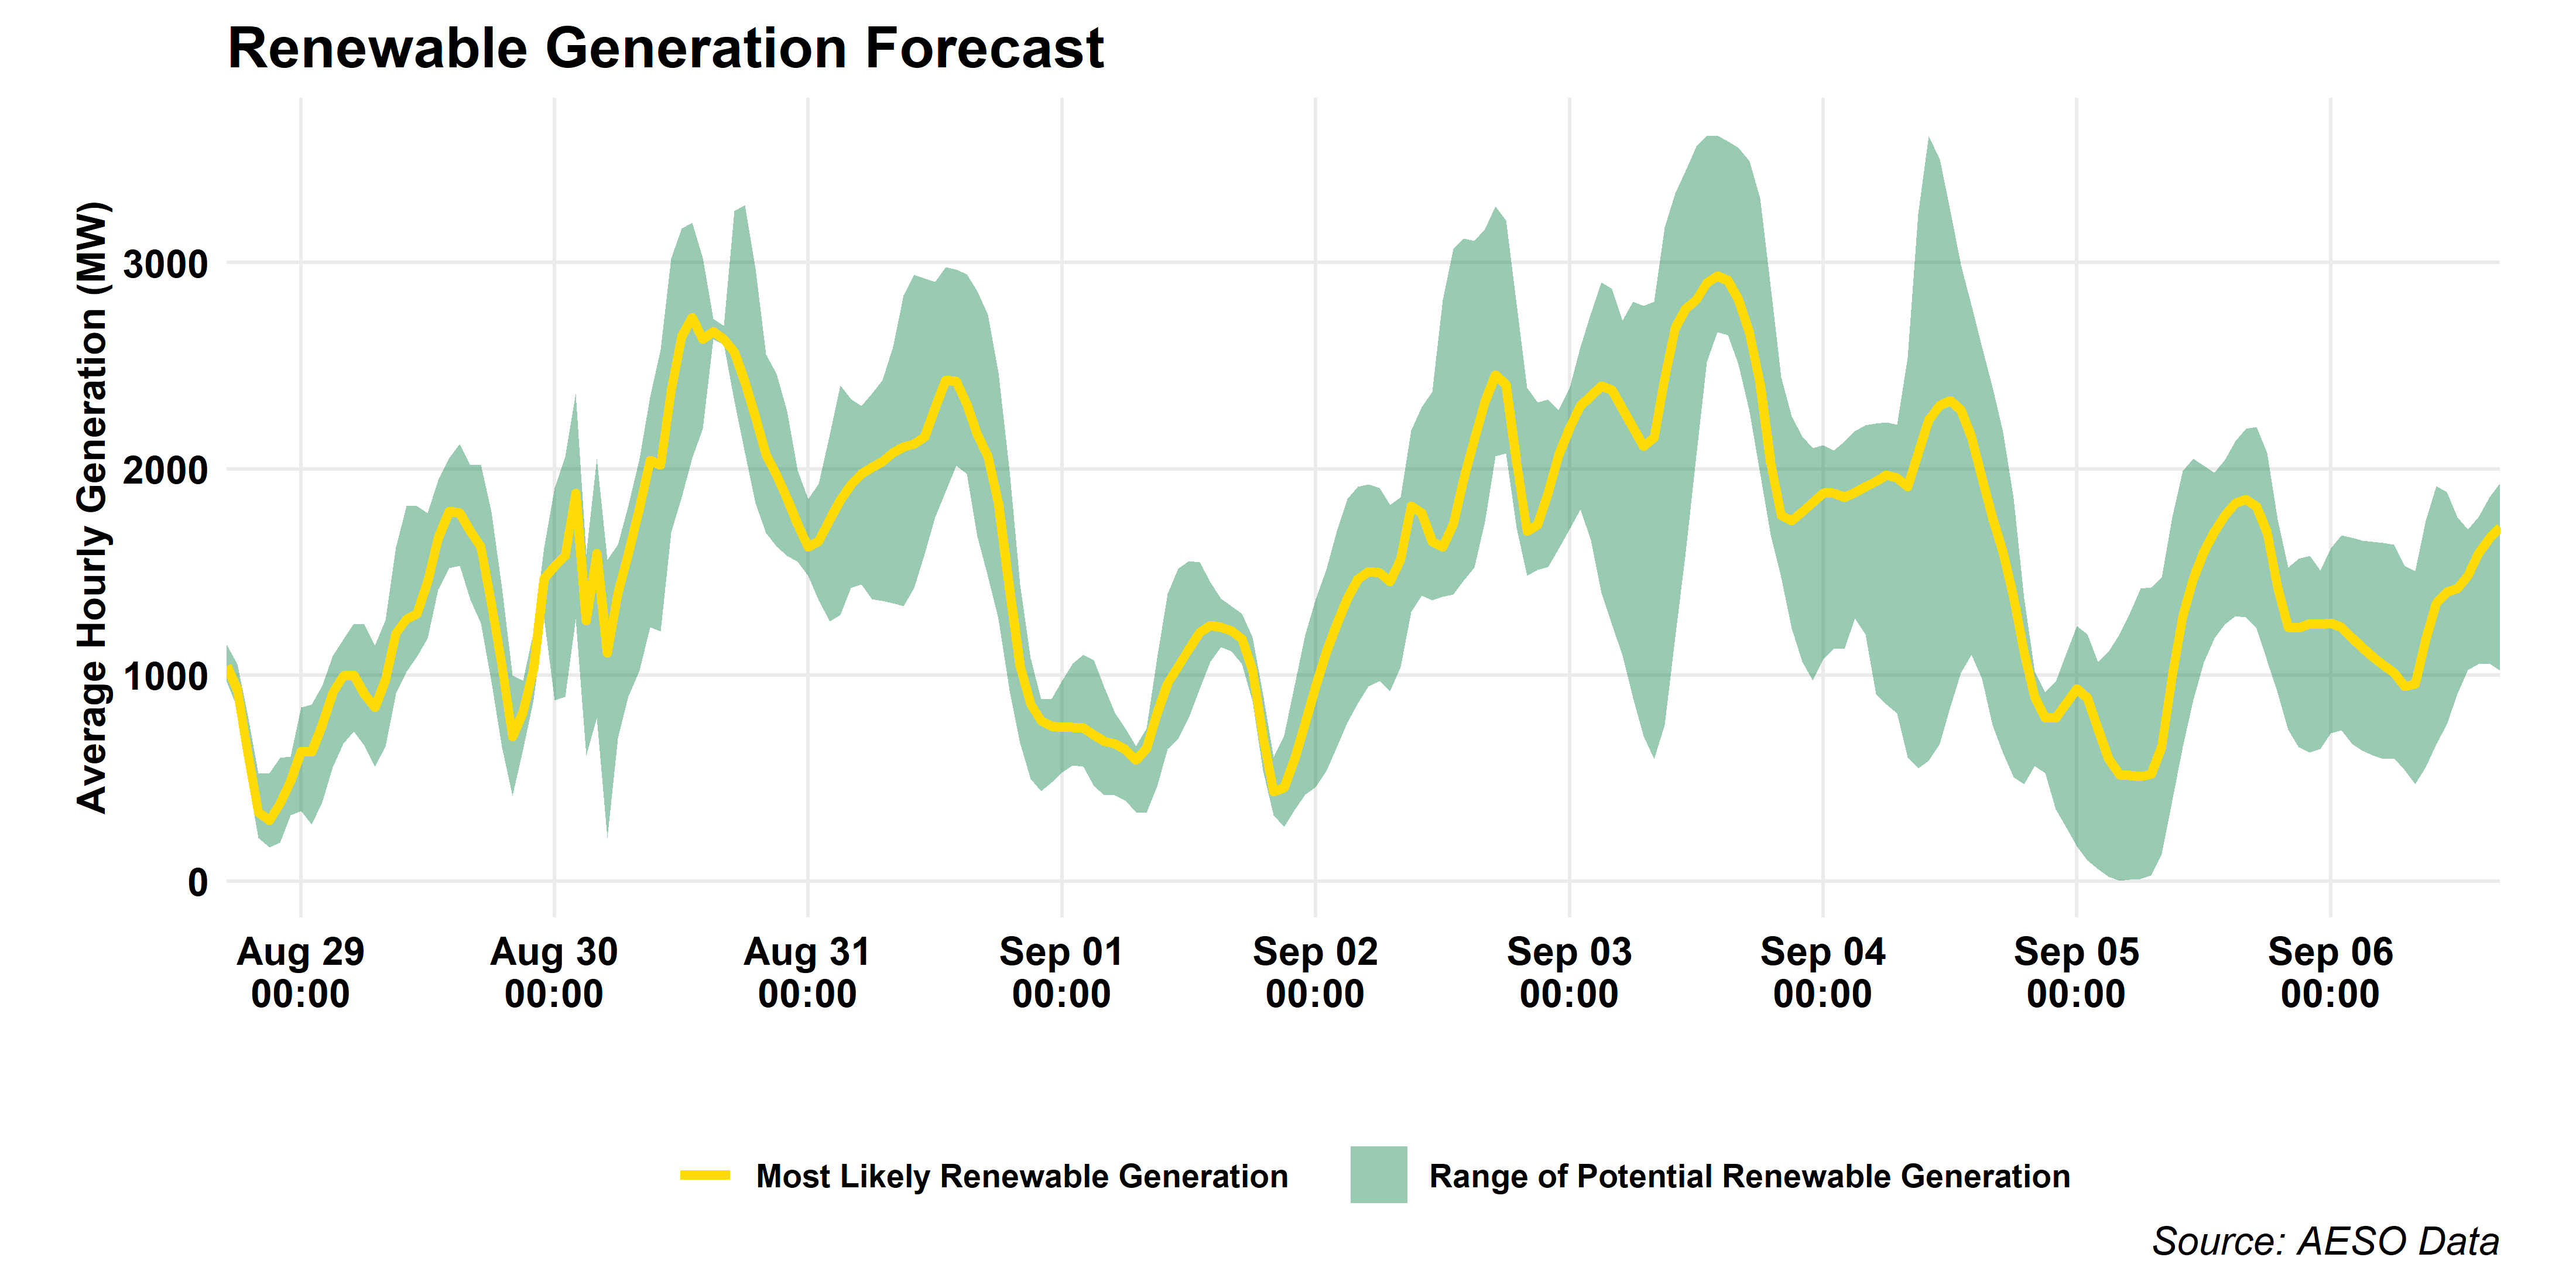 Renewable Generation Forecast
Average Hourly Generation (MW)
3000
2000
1000
0
Aug 29
00:00
Aug 30
00:00
Aug 31
00:00
Sep 01
00:00
Sep 02
00:00
Sep 03
00:00
Sep 04
00:00
Sep 05
00:00
Sep 06
00:00
Most Likely Renewable Generation
Range of Potential Renewable Generation
Source: AESO Data